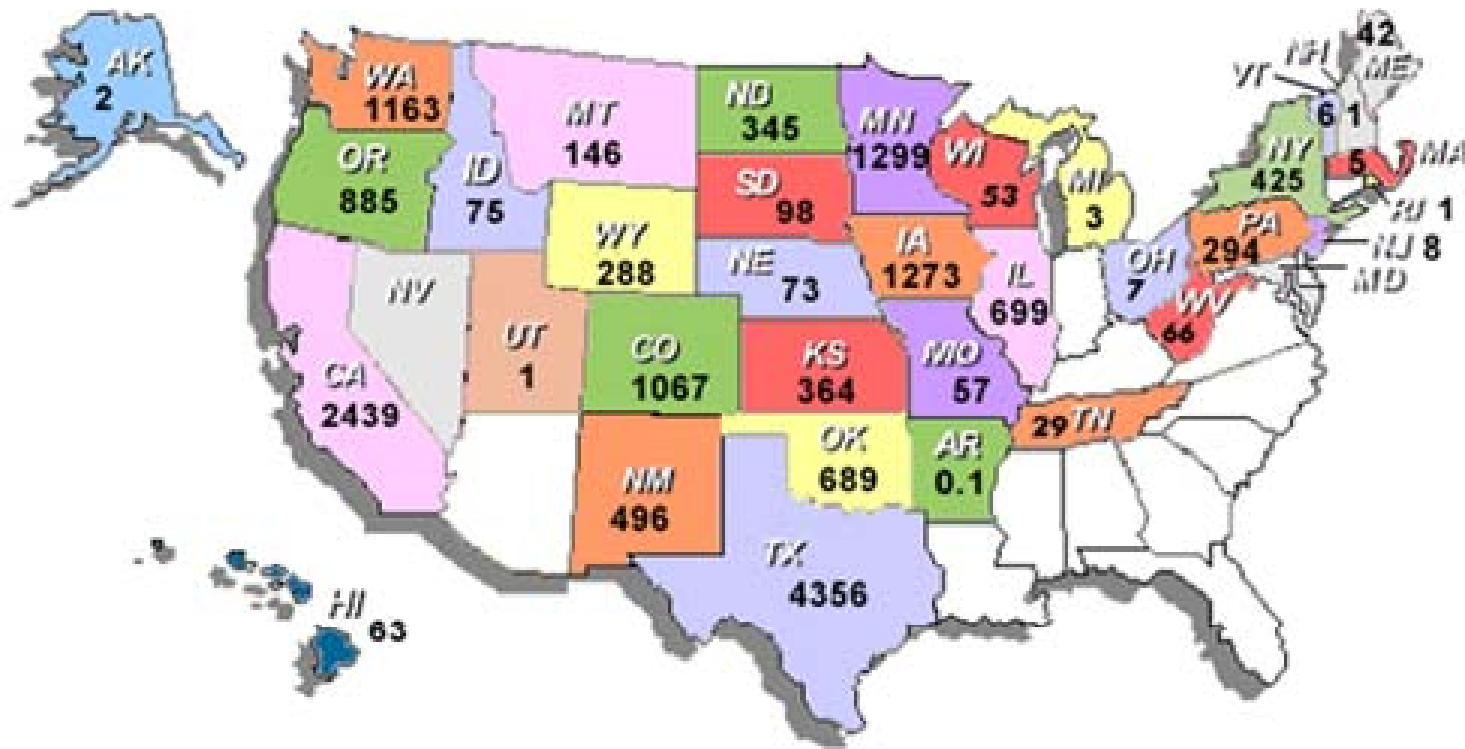 AK
2
WA
1163
OR
885
CA
2439
NV
ID
75
MT
146
WY
288
UT
1
CO
1067
NM
496
ND
345
SD
98
NE
73
KS
364
OK
689
TX
4356
MN
1299
IA
1273
MO
57
AR
0.1
WI
53
IL
699
MI
3
OH
7
WV
66
29 TN
PA
294
NY
425
VT
6
NH
1
42
ME
5
MA
RI 1
NJ 8
MD
HI
63